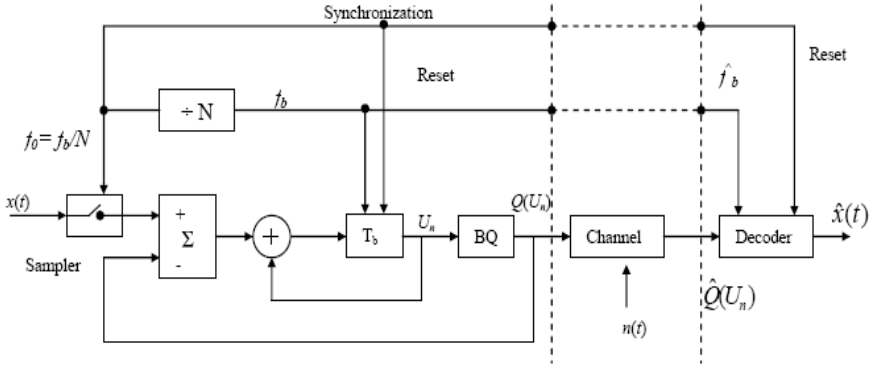 Synchronization
Reset
Reset
f̂_b
÷ N
f_b
f_0= f_b/N
x(t)
Sampler
+
Σ
-
+
T_b
U_n
BQ
Q(U_n)
Channel
n(t)
Decoder
x̂(t)
Q̂(U_n)